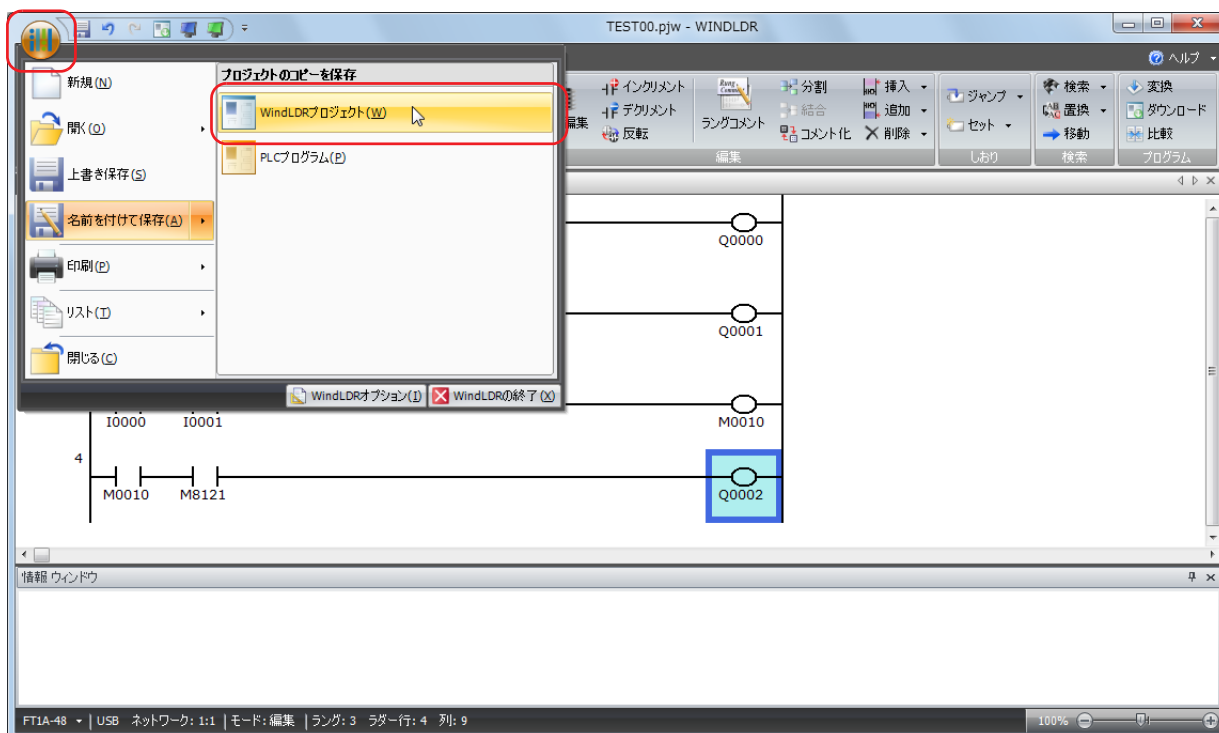 TEST00.pjw - WINDLDR
ヘルプ
新規(N)
開く(O)
上書き保存(S)
名前を付けて保存(A)
印刷(P)
リスト(T)
閉じる(C)
プロジェクトのコピーを保存
WindLDRプロジェクト(W)
PLCプログラム(P)
WindLDRオプション(I)
WindLDRの終了(X)
編集
インクリメント
デクリメント
反転
ラングコメント
分割
結合
コメント化
挿入
追加
削除
編集
ジャンプ
セット
しおり
検索
置換
移動
検索
変換
ダウンロード
比較
プログラム
Q0000
Q0001
I0000 I0001 M0010
4
M0010 M8121 Q0002
情報 ウィンドウ
FT1A-48 USB ネットワーク: 1:1 モード: 編集 ラング: 3 ラダー行: 4 列: 9 100%